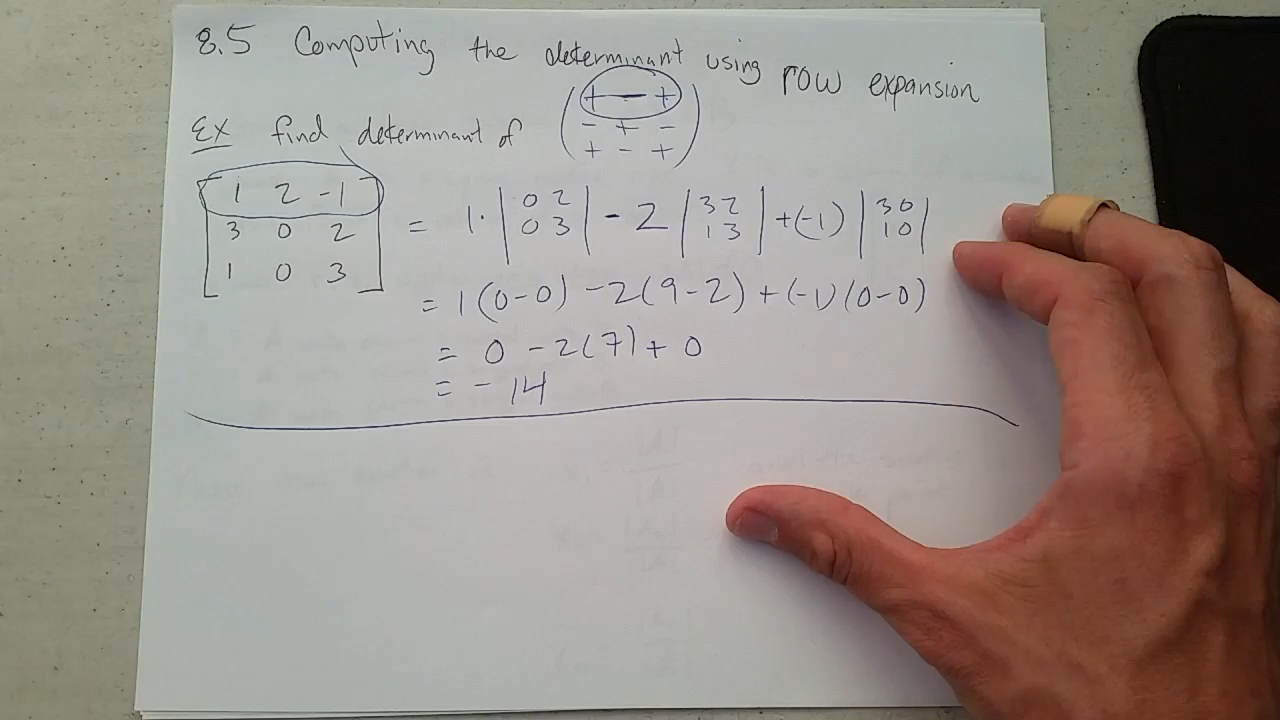 8.5 Computing the determinant using row expansion
+ - +
- + -
+ - +
Ex find determinant of
1 2 -1
3 0 2
1 0 3
= 1· |0 2| - 2 |3 2| + (-1) |3 0|
|0 3| |1 3| |1 0|
= 1(0-0) -2(9-2) + (-1)(0-0)
= 0 -2(7) + 0
= -14